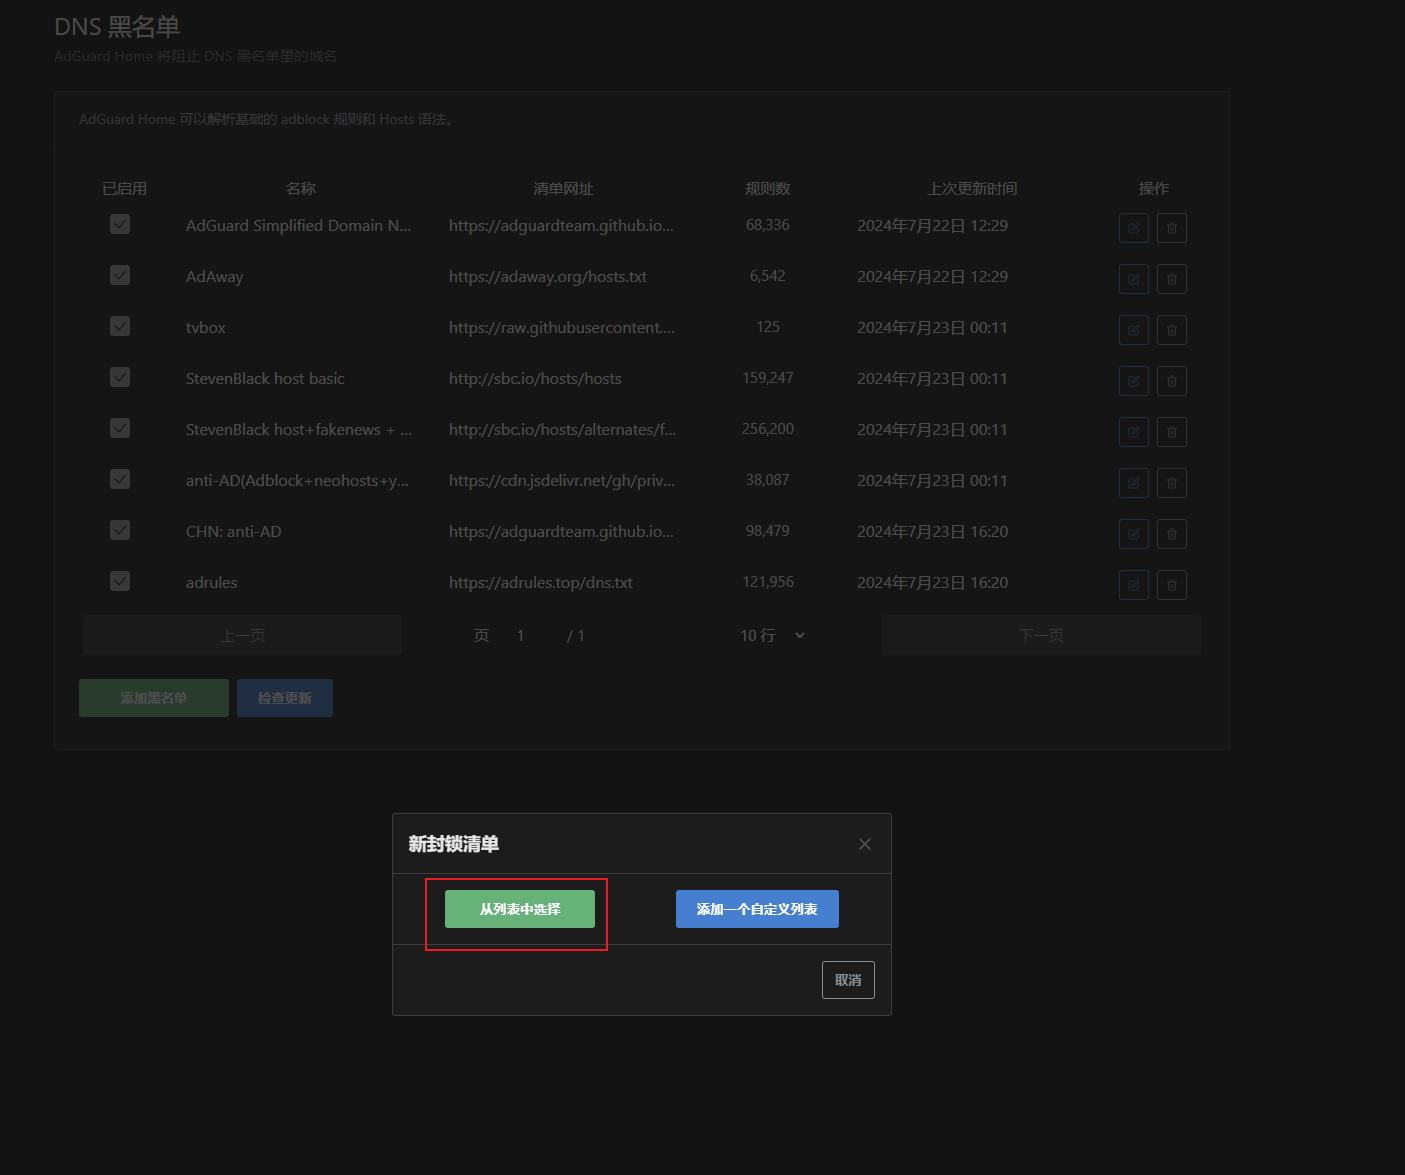 DNS 黑名单
AdGuard Home 将阻止 DNS 黑名单里的域名
AdGuard Home 可以解析基础的 adblock 规则和 Hosts 语法。
已启用 名称 清单网址 规则数 上次更新时间 操作
AdGuard Simplified Domain N... https://adguardteam.github.io... 68,336 2024年7月22日 12:29
AdAway https://adaway.org/hosts.txt 6,542 2024年7月22日 12:29
tvbox https://raw.githubusercontent.... 125 2024年7月23日 00:11
StevenBlack host basic http://sbc.io/hosts/hosts 159,247 2024年7月23日 00:11
StevenBlack host+fakenews + ... http://sbc.io/hosts/alternates/f... 256,200 2024年7月23日 00:11
anti-AD(Adblock+neohosts+y... https://cdn.jsdelivr.net/gh/priv... 38,087 2024年7月23日 00:11
CHN: anti-AD https://adguardteam.github.io... 98,479 2024年7月23日 16:20
adrules https://adrules.top/dns.txt 121,956 2024年7月23日 16:20
上一页 页 1 / 1 10 行 下一页
添加黑名单 检查更新
新封锁清单
从列表中选择 添加一个自定义列表
取消